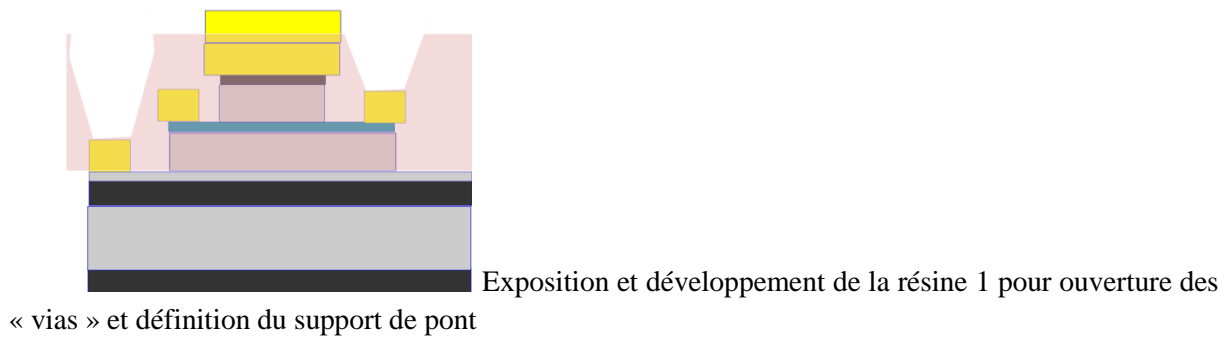 Exposition et développement de la résine 1 pour ouverture des
« vias » et définition du support de pont